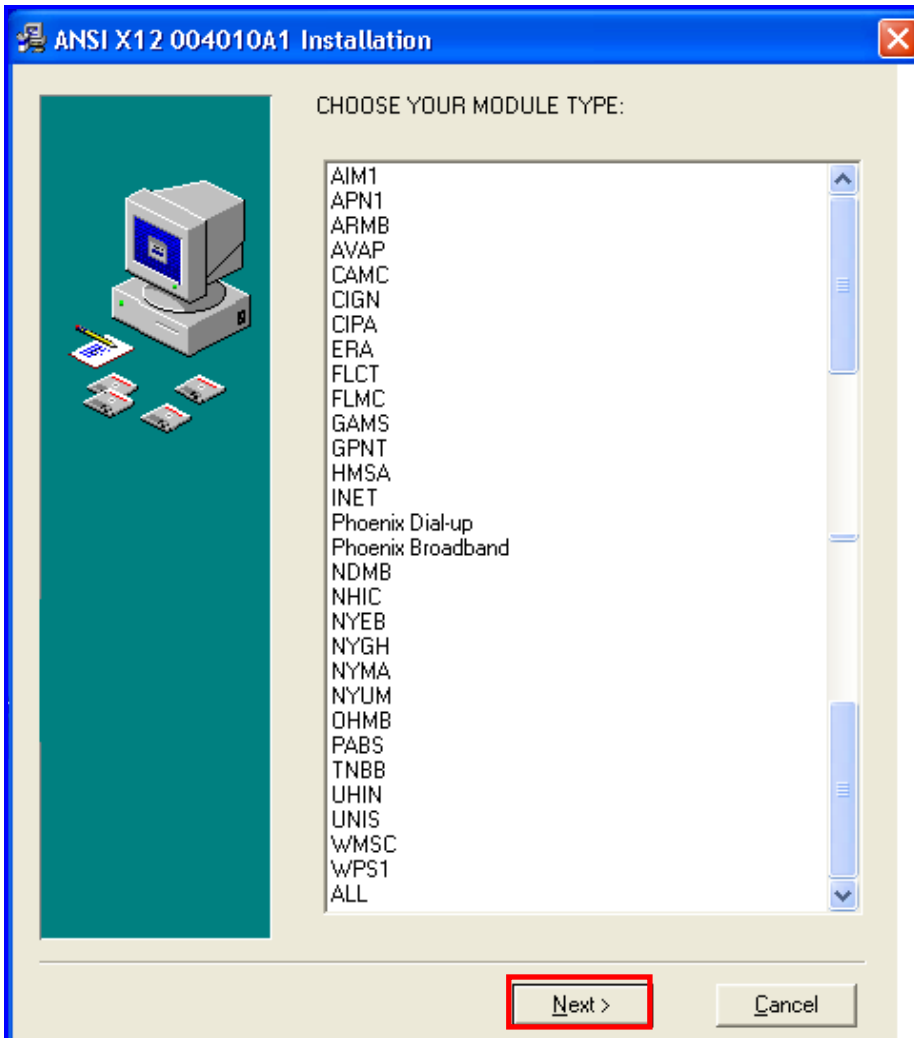 ANSI X12 004010A1 Installation
CHOOSE YOUR MODULE TYPE:
AIM1
APN1
ARMB
AVAP
CAMC
CIGN
CIPA
ERA
FLCT
FLMC
GAMS
GPNT
HMSA
INET
Phoenix Dial-up
Phoenix Broadband
NDMB
NHIC
NYEB
NYGH
NYMA
NYUM
OHMB
PABS
TNBB
UHIN
UNIS
WMSC
WPS1
ALL
Next > Cancel